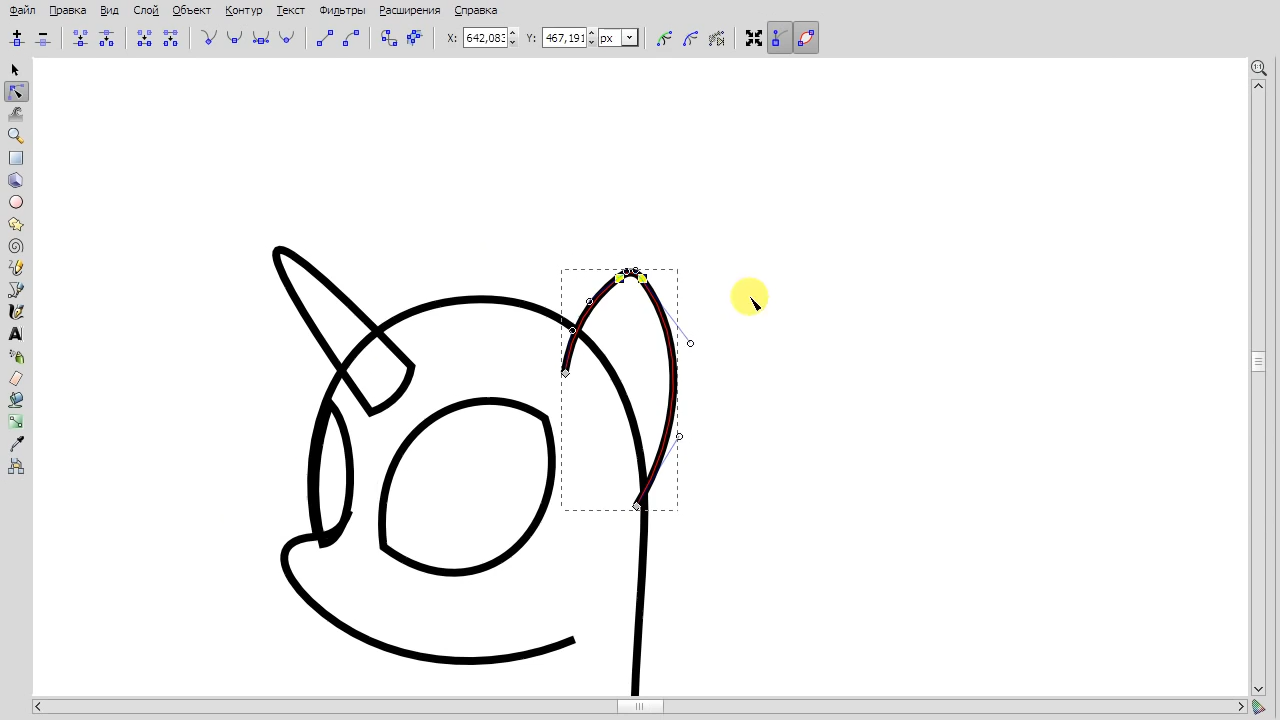 Файл Правка Вид Слой Объект Контур Текст Фильтры Расширения Справка
X: 642,083 Y: 467,191 px
A